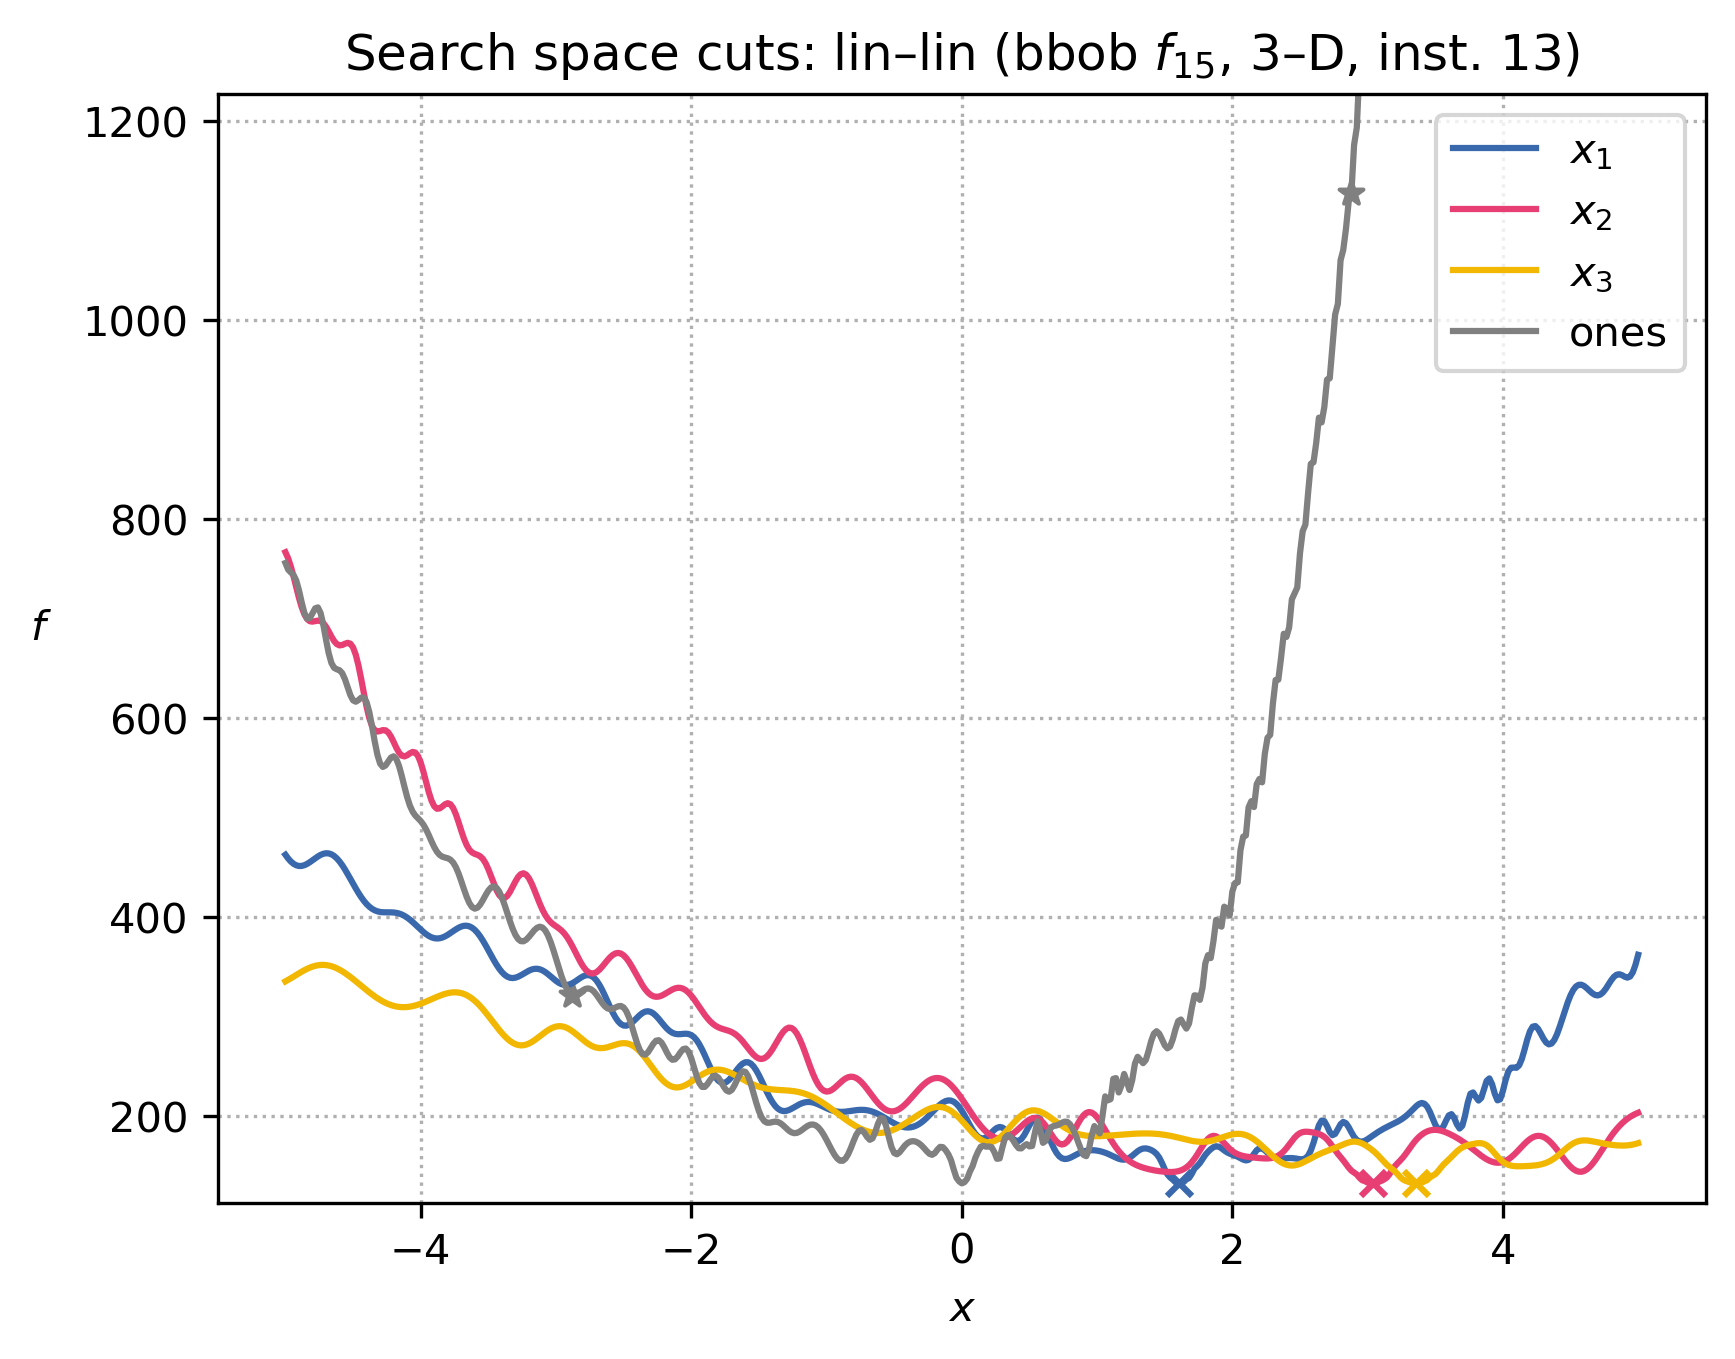 Search space cuts: lin–lin (bbob f₁₅, 3–D, inst. 13)
1200
1000
800
600
400
200
f
−4
−2
0
2
4
x
x₁
x₂
x₃
ones